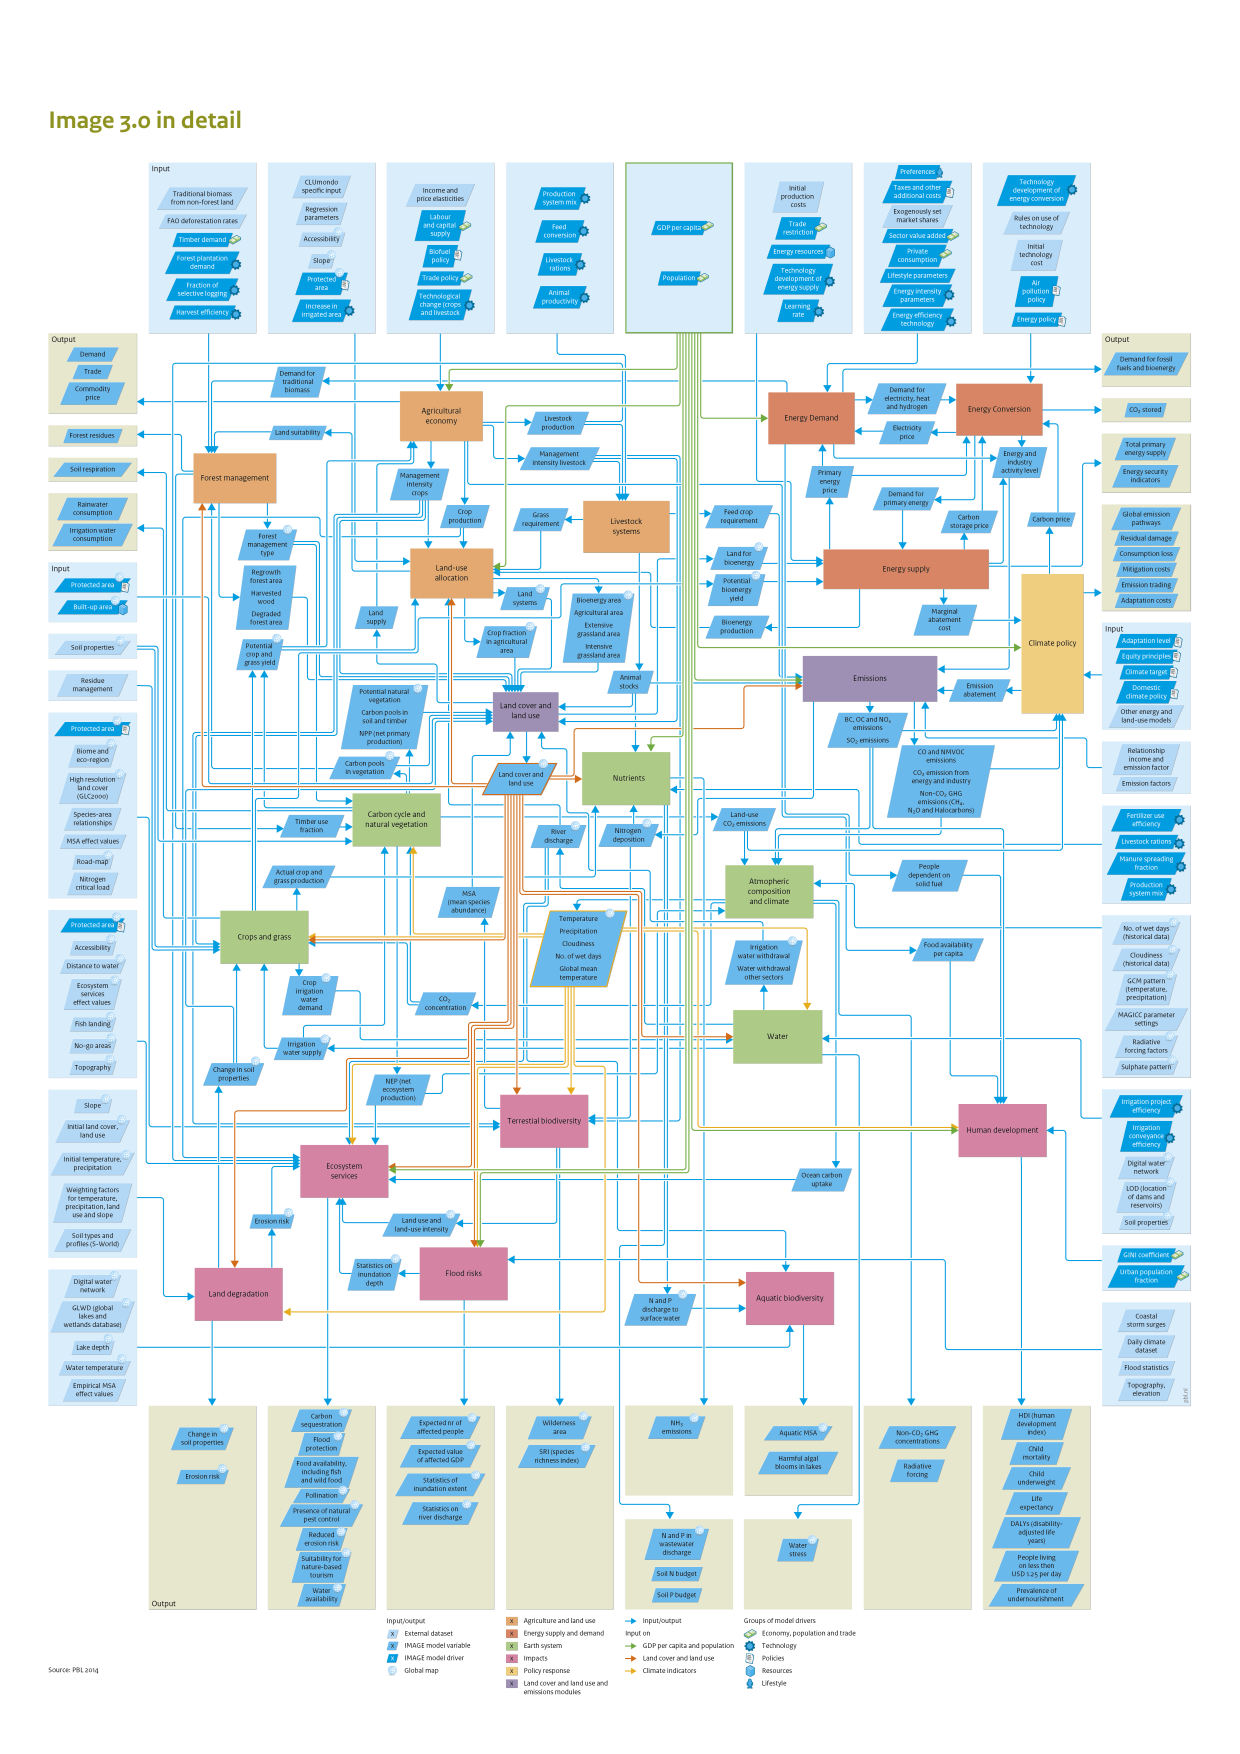 Image 3.0 in detail
Input
Traditional biomass
from non-forest land
FAO deforestation rates
Timber demand
Forest plantation
demand
Fraction of
selective logging
Harvest efficiency
CLUmondo
specific input
Regression
parameters
Accessibility
Slope
Protected
area
Increase in
irrigated area
Income and
price elasticities
Labour
and capital
supply
Biofuel
policy
Trade policy
Technological
change (crops
and livestock
Production
system mix
Feed
conversion
Livestock
rations
Animal
productivity
GDP per capita
Population
Initial
production
costs
Trade
restriction
Energy resources
Technology
development of
energy supply
Learning
rate
Preferences
Taxes and other
additional costs
Exogenously set
market shares
Sector value added
Private
consumption
Lifestyle parameters
Energy intensity
parameters
Energy efficiency
technology
Technology
development of
energy conversion
Rules on use of
technology
Initial
technology
cost
Air
pollution
policy
Energy policy
Output
Demand
Trade
Commodity
price
Forest residues
Soil respiration
Rainwater
consumption
Irrigation water
consumption
Input
Protected area
Built-up area
Soil properties
Residue
management
Protected area
Biome and
eco-region
High resolution
land cover
(GLC2000)
Species-area
relationships
MSA effect values
Road-map
Nitrogen
critical load
Protected area
Accessibility
Distance to water
Ecosystem
services
effect values
Fish landing
No-go areas
Topography
Slope
Initial land cover,
land use
Initial temperature,
precipitation
Weighting factors
for temperature,
precipitation, land
use and slope
Soil types and
profiles (S-World)
Digital water
network
GLWD (global
lakes and
wetlands database)
Lake depth
Water temperature
Empirical MSA
effect values
Demand for
traditional
biomass
Agricultural
economy
Livestock
production
Land suitability
Management
intensity livestock
Forest management
Management
intensity
crops
Crop
production
Grass
requirement
Livestock
systems
Feed crop
requirement
Forest
management
type
Land-use
allocation
Land for
bioenergy
Potential
bioenergy
yield
Regrowth
forest area
Harvested
wood
Degraded
forest area
Land
systems
Bioenergy area
Agricultural area
Extensive
grassland area
Intensive
grassland area
Land
supply
Bioenergy
production
Potential
crop and
grass yield
Crop fraction
in agricultural
area
Animal
stocks
Potential natural
vegetation
Carbon pools in
soil and timber
NPP (net primary
production)
Land cover and
land use
Carbon pools
in vegetation
Land cover and
land use
Nutrients
Carbon cycle and
natural vegetation
Timber use
fraction
River
discharge
Nitrogen
deposition
Land-use
CO₂ emissions
Actual crop and
grass production
MSA
(mean species
abundance)
Atmopheric
composition
and climate
Crops and grass
Temperature
Precipitation
Cloudiness
No. of wet days
Global mean
temperature
Irrigation
water withdrawal
Water withdrawal
other sectors
Crop
irrigation
water
demand
CO₂
concentration
Water
Irrigation
water supply
Change in soil
properties
NEP (net
ecosystem
production)
Terrestial biodiversity
Ecosystem
services
Ocean carbon
uptake
Erosion risk
Land use and
land-use intensity
Statistics on
inundation
depth
Flood risks
Land degradation
N and P
discharge to
surface water
Aquatic biodiversity
Energy Demand
Demand for
electricity, heat
and hydrogen
Electricity
price
Energy Conversion
Energy and
industry
activity level
Primary
energy
price
Demand for
primary energy
Carbon
storage price
Carbon price
Energy supply
Marginal
abatement
cost
Climate policy
Emissions
Emission
abatement
BC, OC and NOₓ
emissions
SO₂ emissions
CO and NMVOC
emissions
CO₂ emission from
energy and industry
Non-CO₂ GHG
emissions (CH₄,
N₂O and Halocarbons)
People
dependent on
solid fuel
Food availability
per capita
Human development
Output
Demand for fossil
fuels and bioenergy
CO₂ stored
Total primary
energy supply
Energy security
indicators
Global emission
pathways
Residual damage
Consumption loss
Mitigation costs
Emission trading
Adaptation costs
Input
Adaptation level
Equity principles
Climate target
Domestic
climate policy
Other energy and
land-use models
Relationship
income and
emission factor
Emission factors
Fertilizer use
efficiency
Livestock rations
Manure spreading
fraction
Production
system mix
No. of wet days
(historical data)
Cloudiness
(historical data)
GCM pattern
(temperature,
precipitation)
MAGICC parameter
settings
Radiative
forcing factors
Sulphate pattern
Irrigation project
efficiency
Irrigation
conveyance
efficiency
Digital water
network
LOD (location
of dams and
reservoirs)
Soil properties
GINI coefficient
Urban population
fraction
Coastal
storm surges
Daily climate
dataset
Flood statistics
Topography,
elevation
pbl.nl
Change in
soil properties
Erosion risk
Output
Carbon
sequestration
Flood
protection
Food availability,
including fish
and wild food
Pollination
Presence of natural
pest control
Reduced
erosion risk
Suitability for
nature-based
tourism
Water
availability
Expected nr of
affected people
Expected value
of affected GDP
Statistics of
inundation extent
Statistics on
river discharge
Wilderness
area
SRI (species
richness index)
NH₃
emissions
N and P in
wastewater
discharge
Soil N budget
Soil P budget
Aquatic MSA
Harmful algal
blooms in lakes
Water
stress
Non-CO₂ GHG
concentrations
Radiative
forcing
HDI (human
development
index)
Child
mortality
Child
underweight
Life
expectancy
DALYs (disability-
adjusted life
years)
People living
on less then
USD 1.25 per day
Prevalence of
undernourishment
Input/output
x External dataset
x IMAGE model variable
x IMAGE model driver
Global map
x Agriculture and land use
x Energy supply and demand
x Earth system
x Impacts
x Policy response
x Land cover and land use and
emissions modules
Input/output
Input on
GDP per capita and population
Land cover and land use
Climate indicators
Groups of model drivers
Economy, population and trade
Technology
Policies
Resources
Lifestyle
Source: PBL 2014